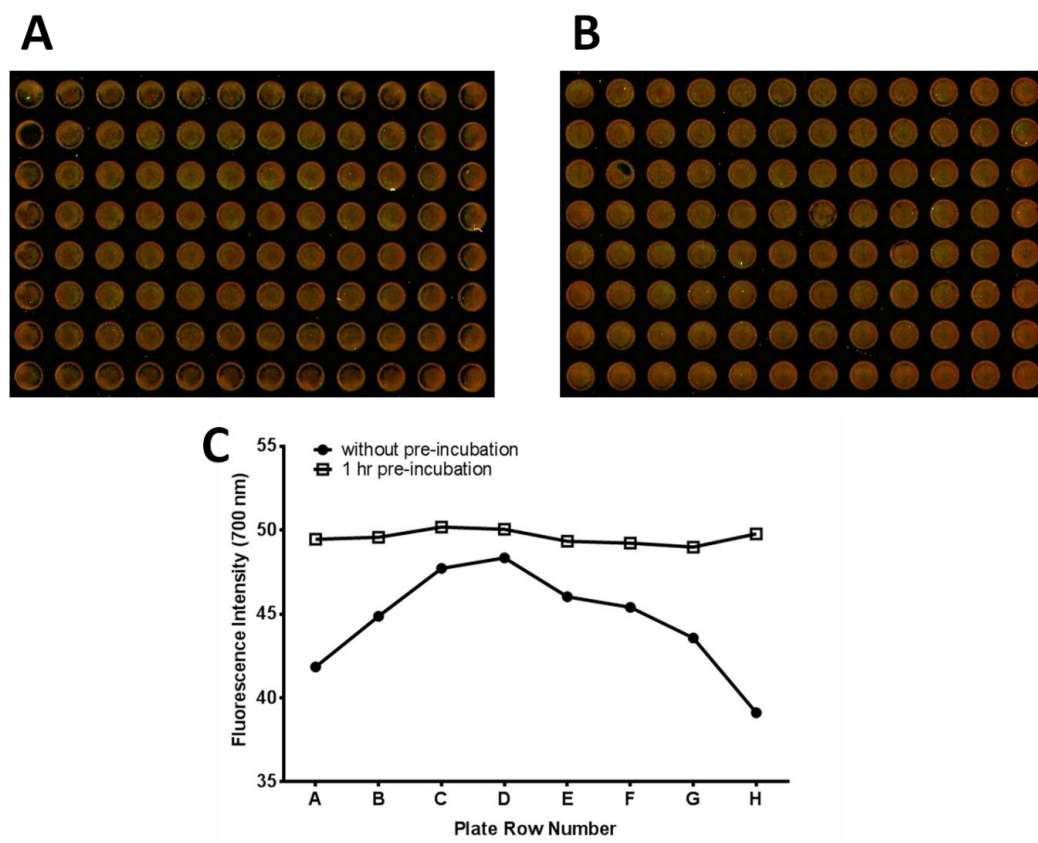 A
B
C
without pre-incubation
1 hr pre-incubation
Fluorescence Intensity (700 nm)
55
50
45
40
35
A B C D E F G H
Plate Row Number